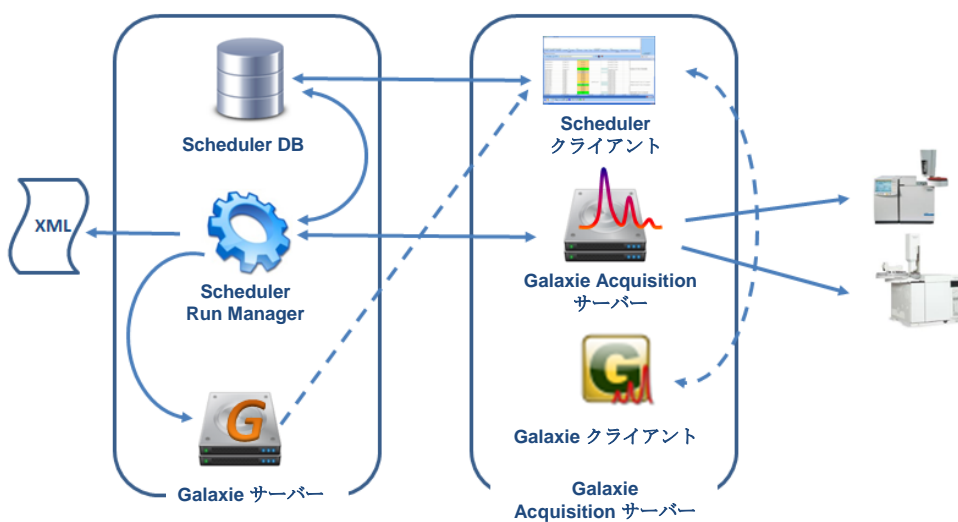 Scheduler DB
XML
Scheduler
Run Manager
G
Galaxie サーバー
Scheduler
クライアント
Galaxie Acquisition
サーバー
G
Galaxie クライアント
Galaxie
Acquisition サーバー